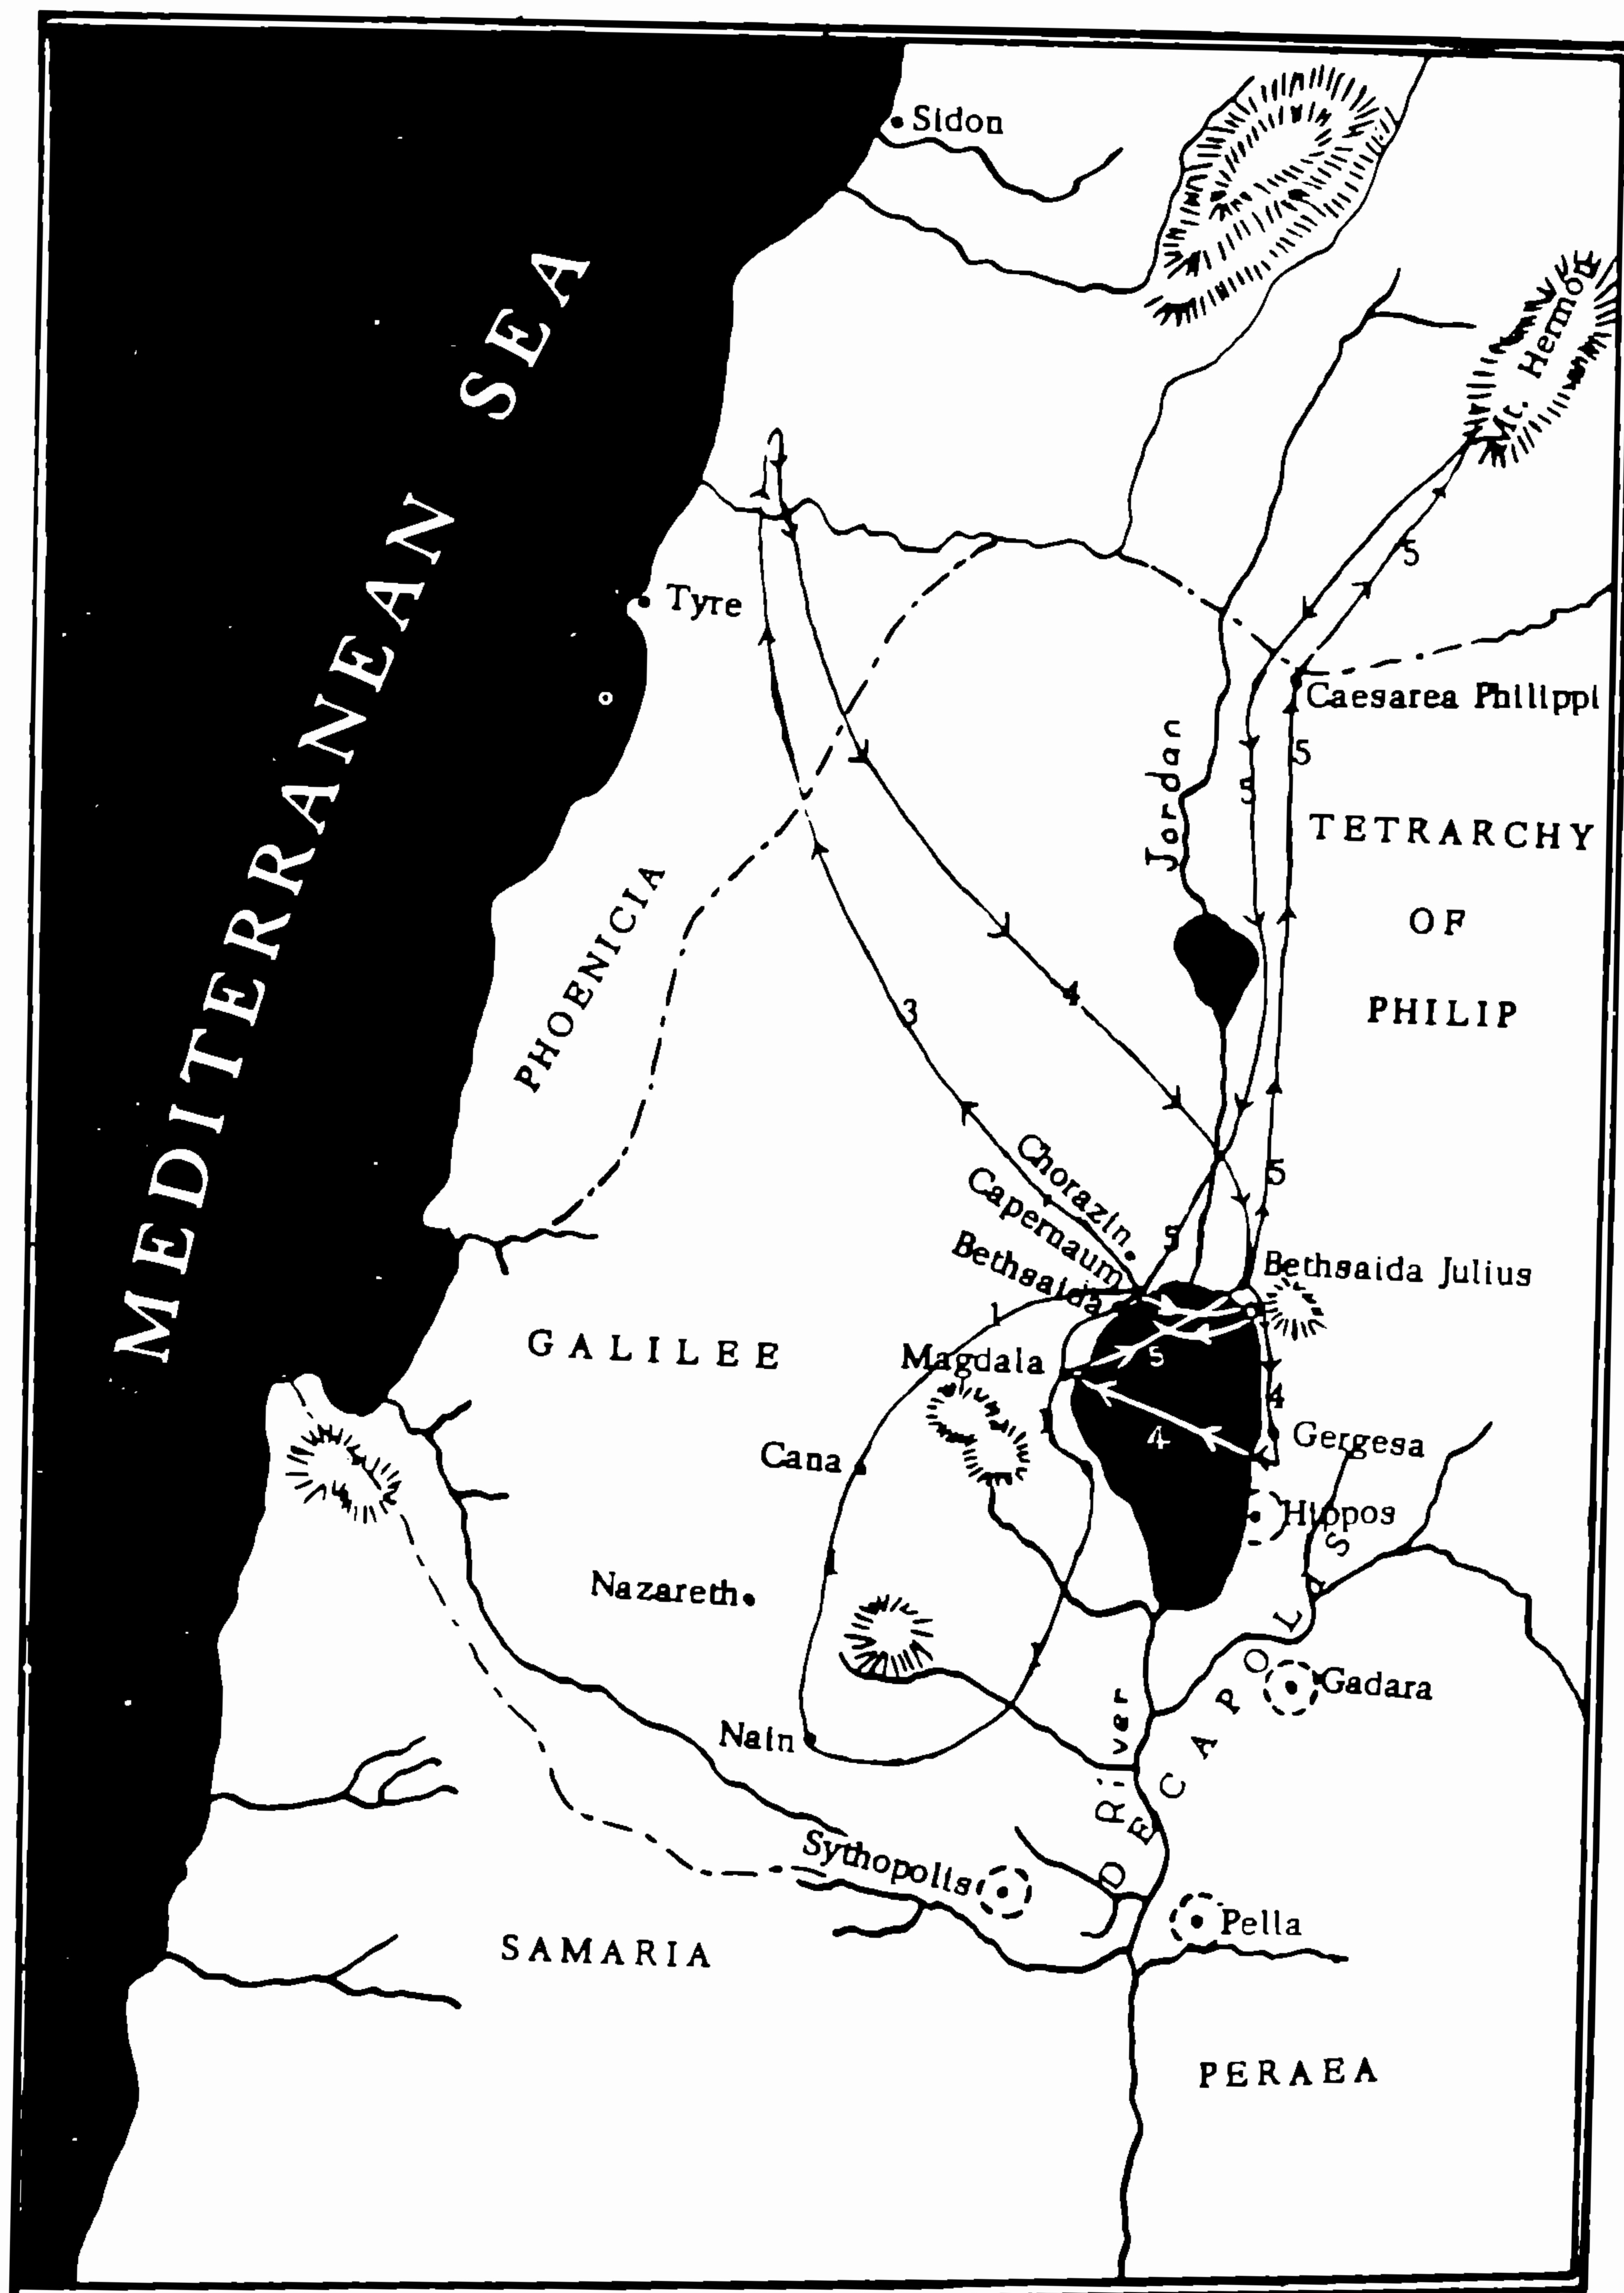 Sidon
MEDITERRANEAN SEA
Mt. Hermon
5
Tyre
Caesarea Philippi
5
5
Jordan
TETRARCHY
OF
PHILIP
PHOENICIA
4
3
5
Chorazin
Capernaum
Bethsaida
5
Bethsaida Julius
1
GALILEE
Magdala
5
4
4
Gergesa
Cana
Hippos
Nazareth
Gadara
Nain
River
DECAPOLIS
Sythopolis
Pella
SAMARIA
PERAEA